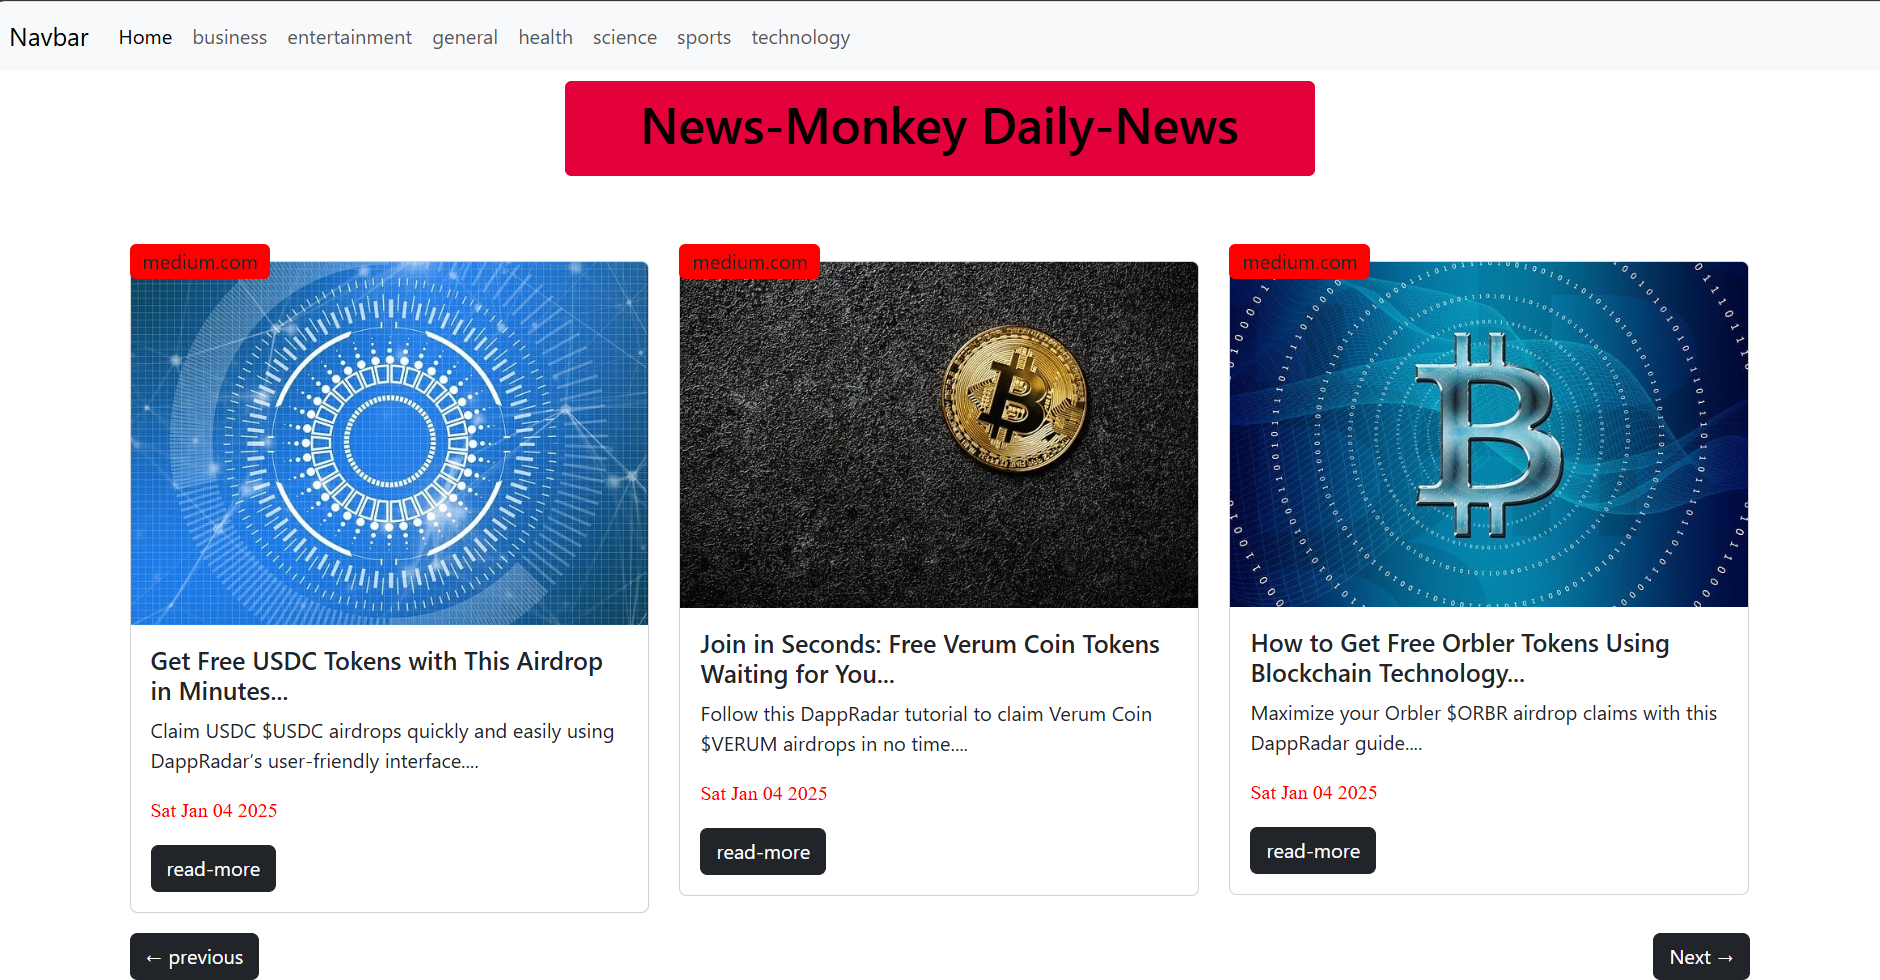 Navbar Home business entertainment general health science sports technology
News-Monkey Daily-News
medium.com
Get Free USDC Tokens with This Airdrop
in Minutes...
Claim USDC $USDC airdrops quickly and easily using
DappRadar’s user-friendly interface....
Sat Jan 04 2025
read-more
medium.com
Join in Seconds: Free Verum Coin Tokens
Waiting for You...
Follow this DappRadar tutorial to claim Verum Coin
$VERUM airdrops in no time....
Sat Jan 04 2025
read-more
medium.com
How to Get Free Orbler Tokens Using
Blockchain Technology...
Maximize your Orbler $ORBR airdrop claims with this
DappRadar guide....
Sat Jan 04 2025
read-more
← previous
Next →